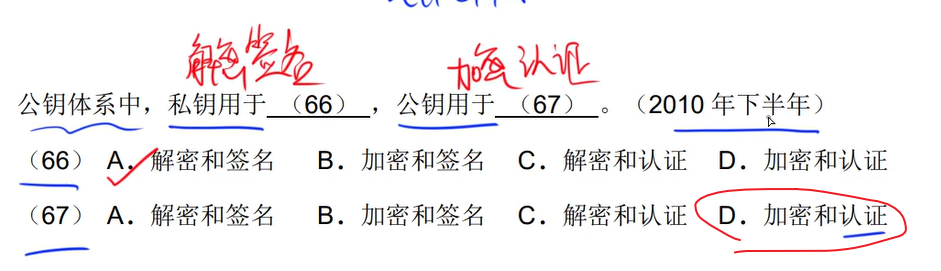 解密签名 加密认证
公钥体系中，私钥用于 （66） ，公钥用于 （67） 。（2010 年下半年）
（66） A．解密和签名 B．加密和签名 C．解密和认证 D．加密和认证
（67） A．解密和签名 B．加密和签名 C．解密和认证 D．加密和认证